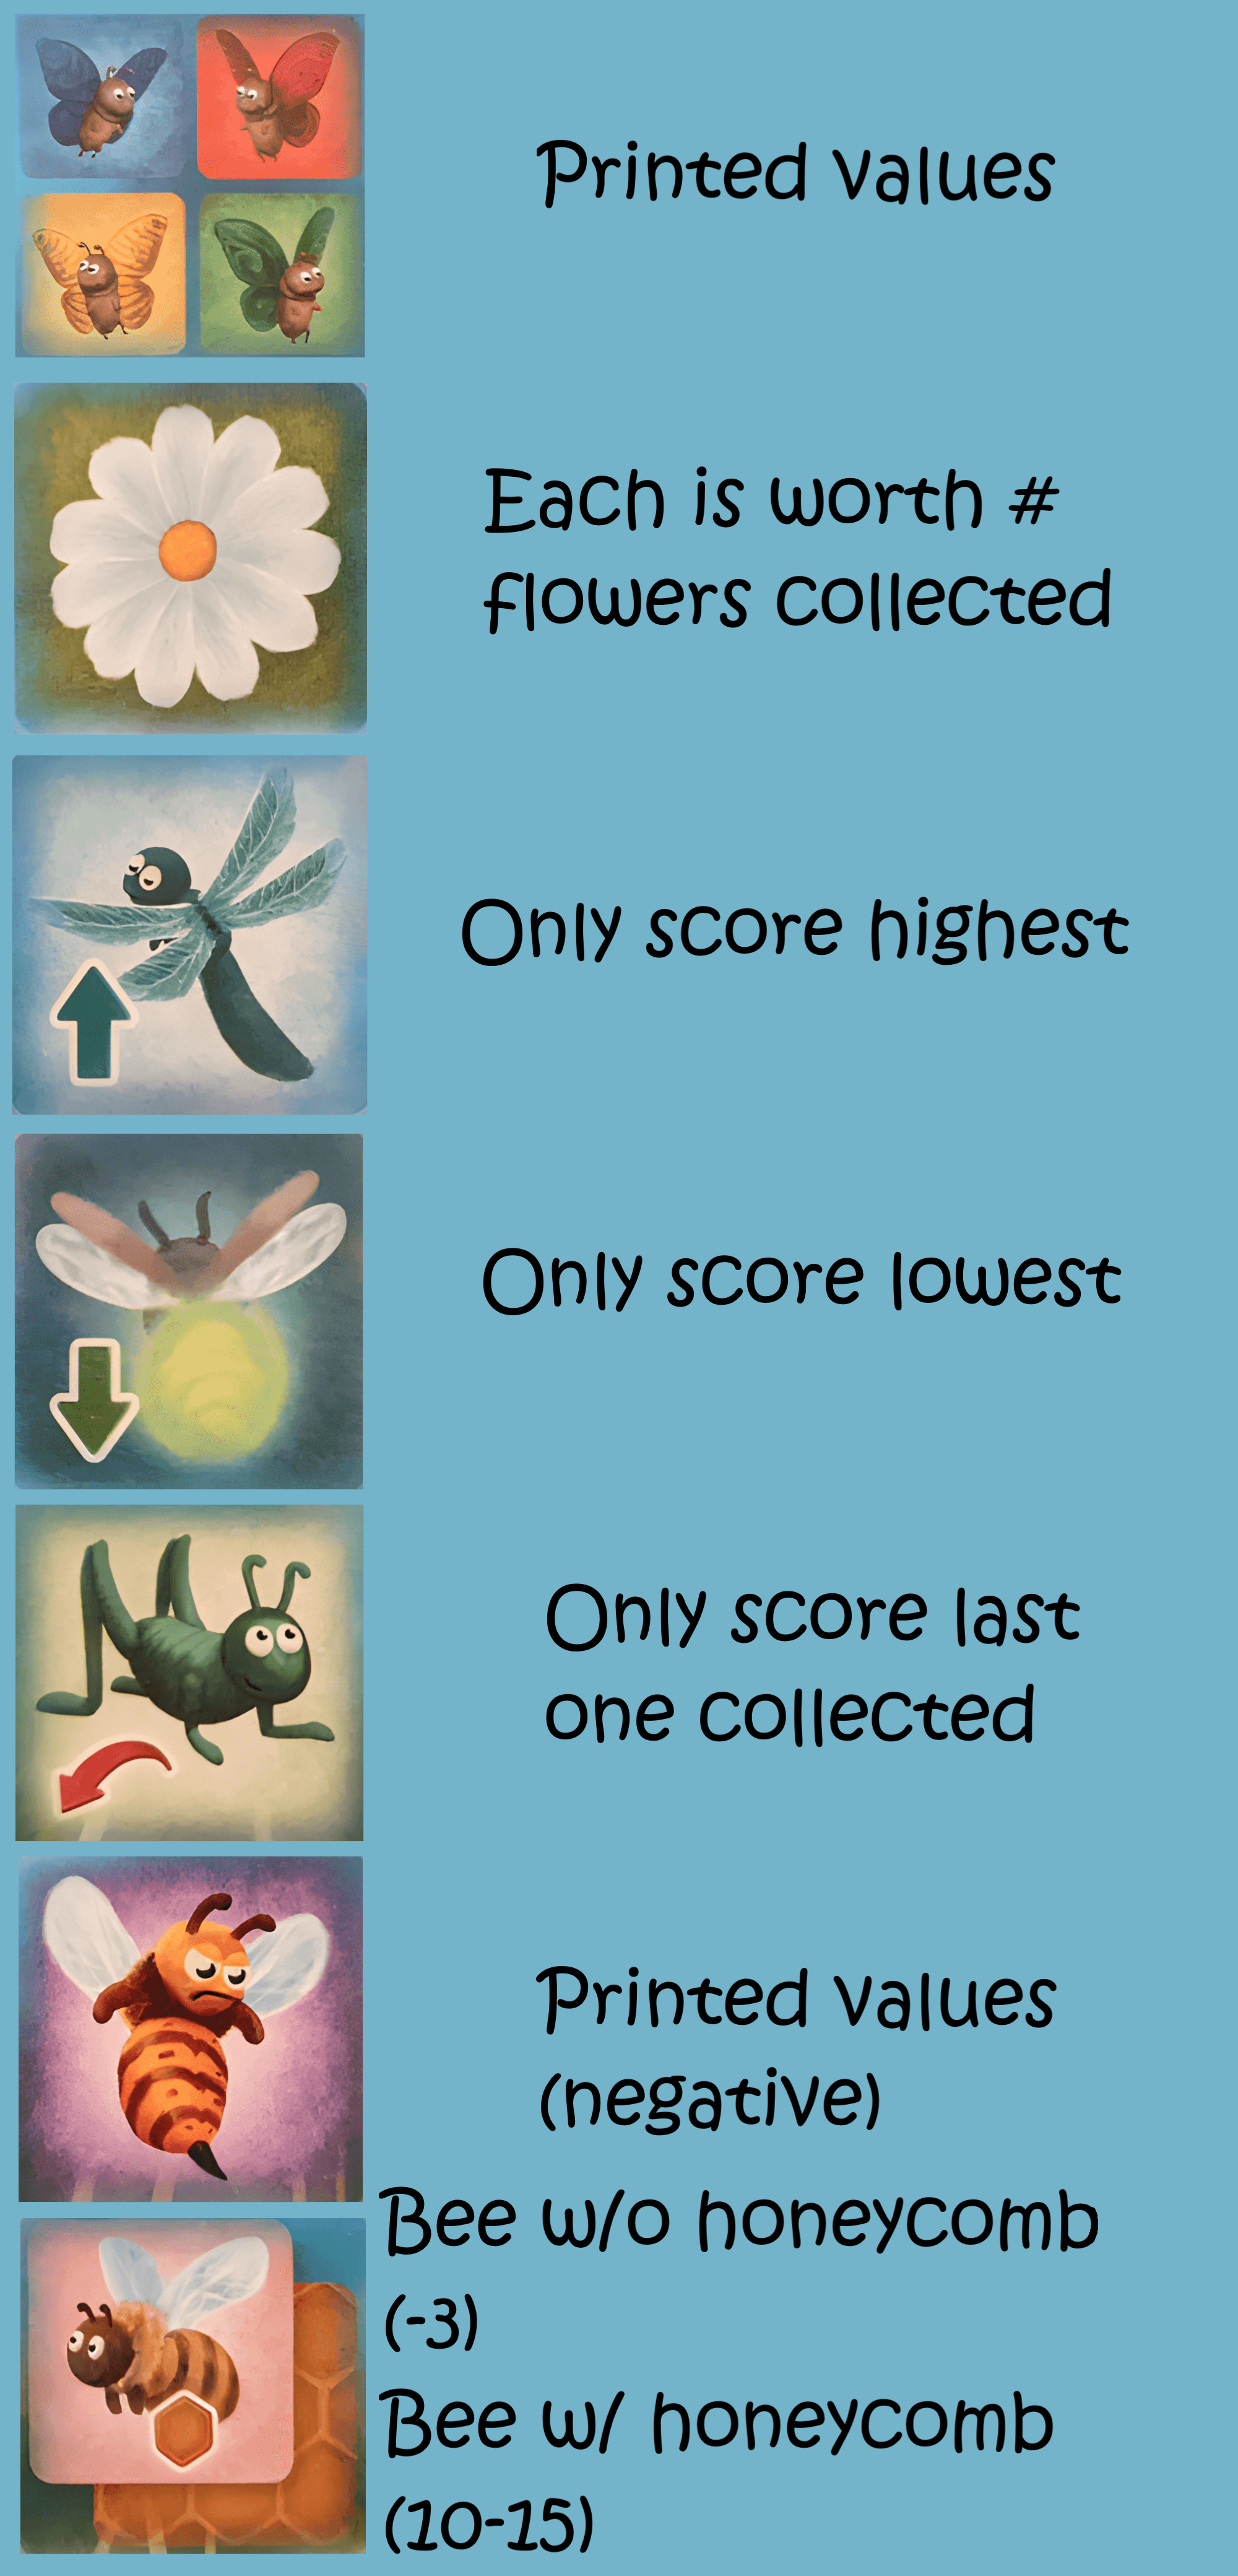 Printed values
Each is worth #
flowers collected
Only score highest
Only score lowest
Only score last
one collected
Printed values
(negative)
Bee w/o honeycomb
(-3)
Bee w/ honeycomb
(10-15)